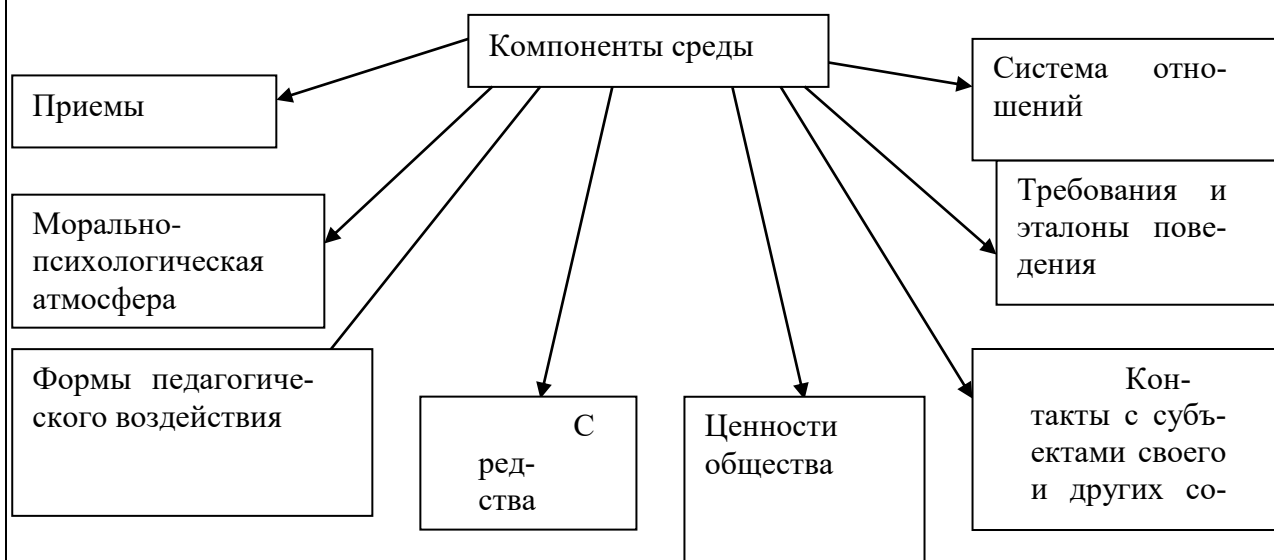 Компоненты среды
Система отно-
шений
Приемы
Требования и
эталоны пове-
дения
Морально-
психологическая
атмосфера
Формы педагогиче-
ского воздействия
С
ред-
ства
Ценности
общества
Кон-
такты с субъ-
ектами своего
и других со-